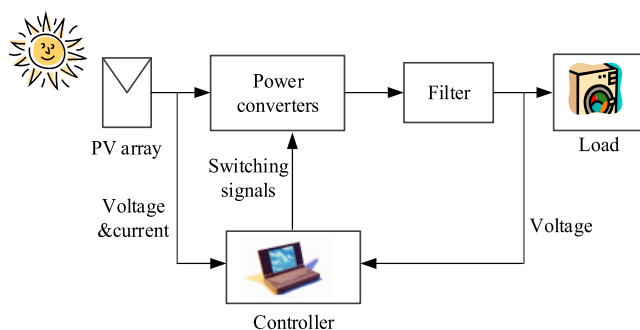 Power
converters
Filter
PV array
Load
Switching
signals
Voltage
&current
Voltage
Controller